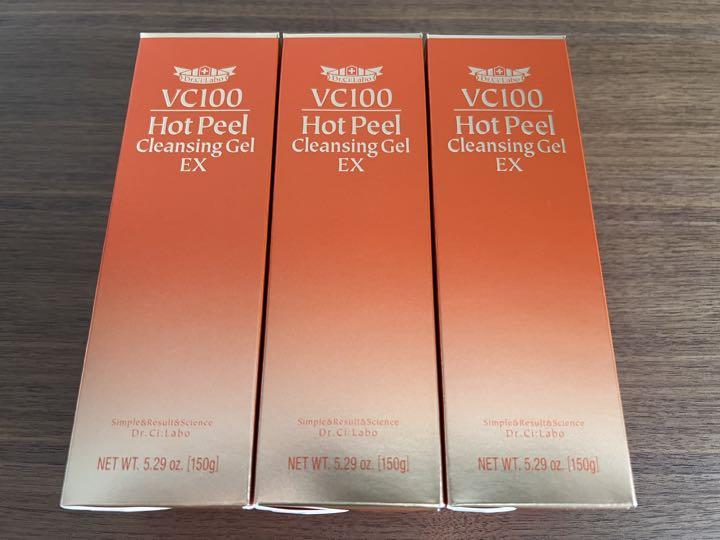 Dr.Ci:Labo
VC100
Hot Peel
Cleansing Gel
EX
Simple&Result&Science
Dr.Ci:Labo
NET WT. 5.29 oz. [150g]
Dr.Ci:Labo
VC100
Hot Peel
Cleansing Gel
EX
Simple&Result&Science
Dr.Ci:Labo
NET WT. 5.29 oz. [150g]
Dr.Ci:Labo
VC100
Hot Peel
Cleansing Gel
EX
Simple&Result&Science
Dr.Ci:Labo
NET WT. 5.29 oz. [150g]